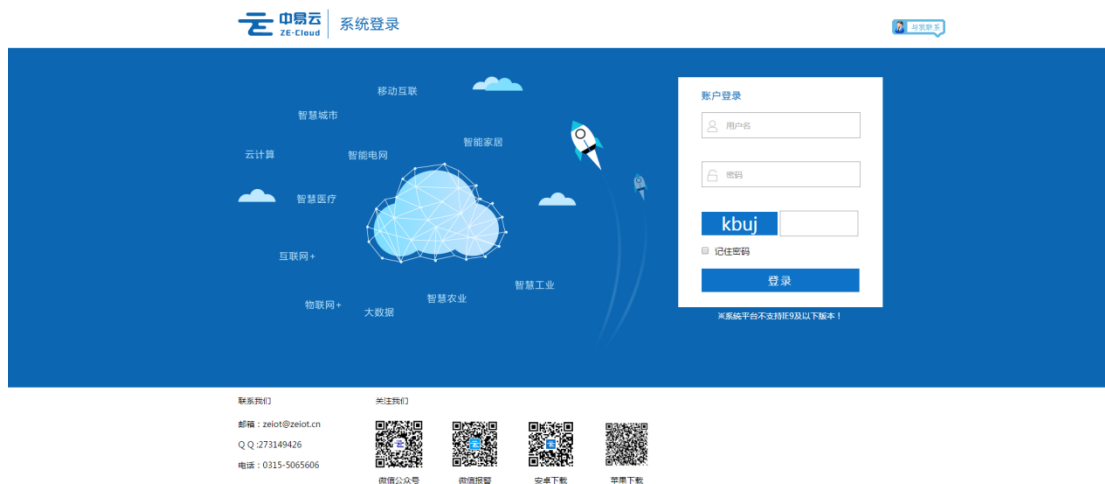 中易云
ZE-Cloud
系统登录
与我联系
移动互联
智慧城市
智能家居
云计算
智能电网
智慧医疗
互联网+
智慧工业
智慧农业
物联网+
大数据
账户登录
用户名
密码
kbuj
记住密码
登录
※系统平台不支持IE9及以下版本！
联系我们
关注我们
邮箱：zeiot@zeiot.cn
Q Q :273149426
电话：0315-5065606
微信公众号
微信报警
安卓下载
苹果下载